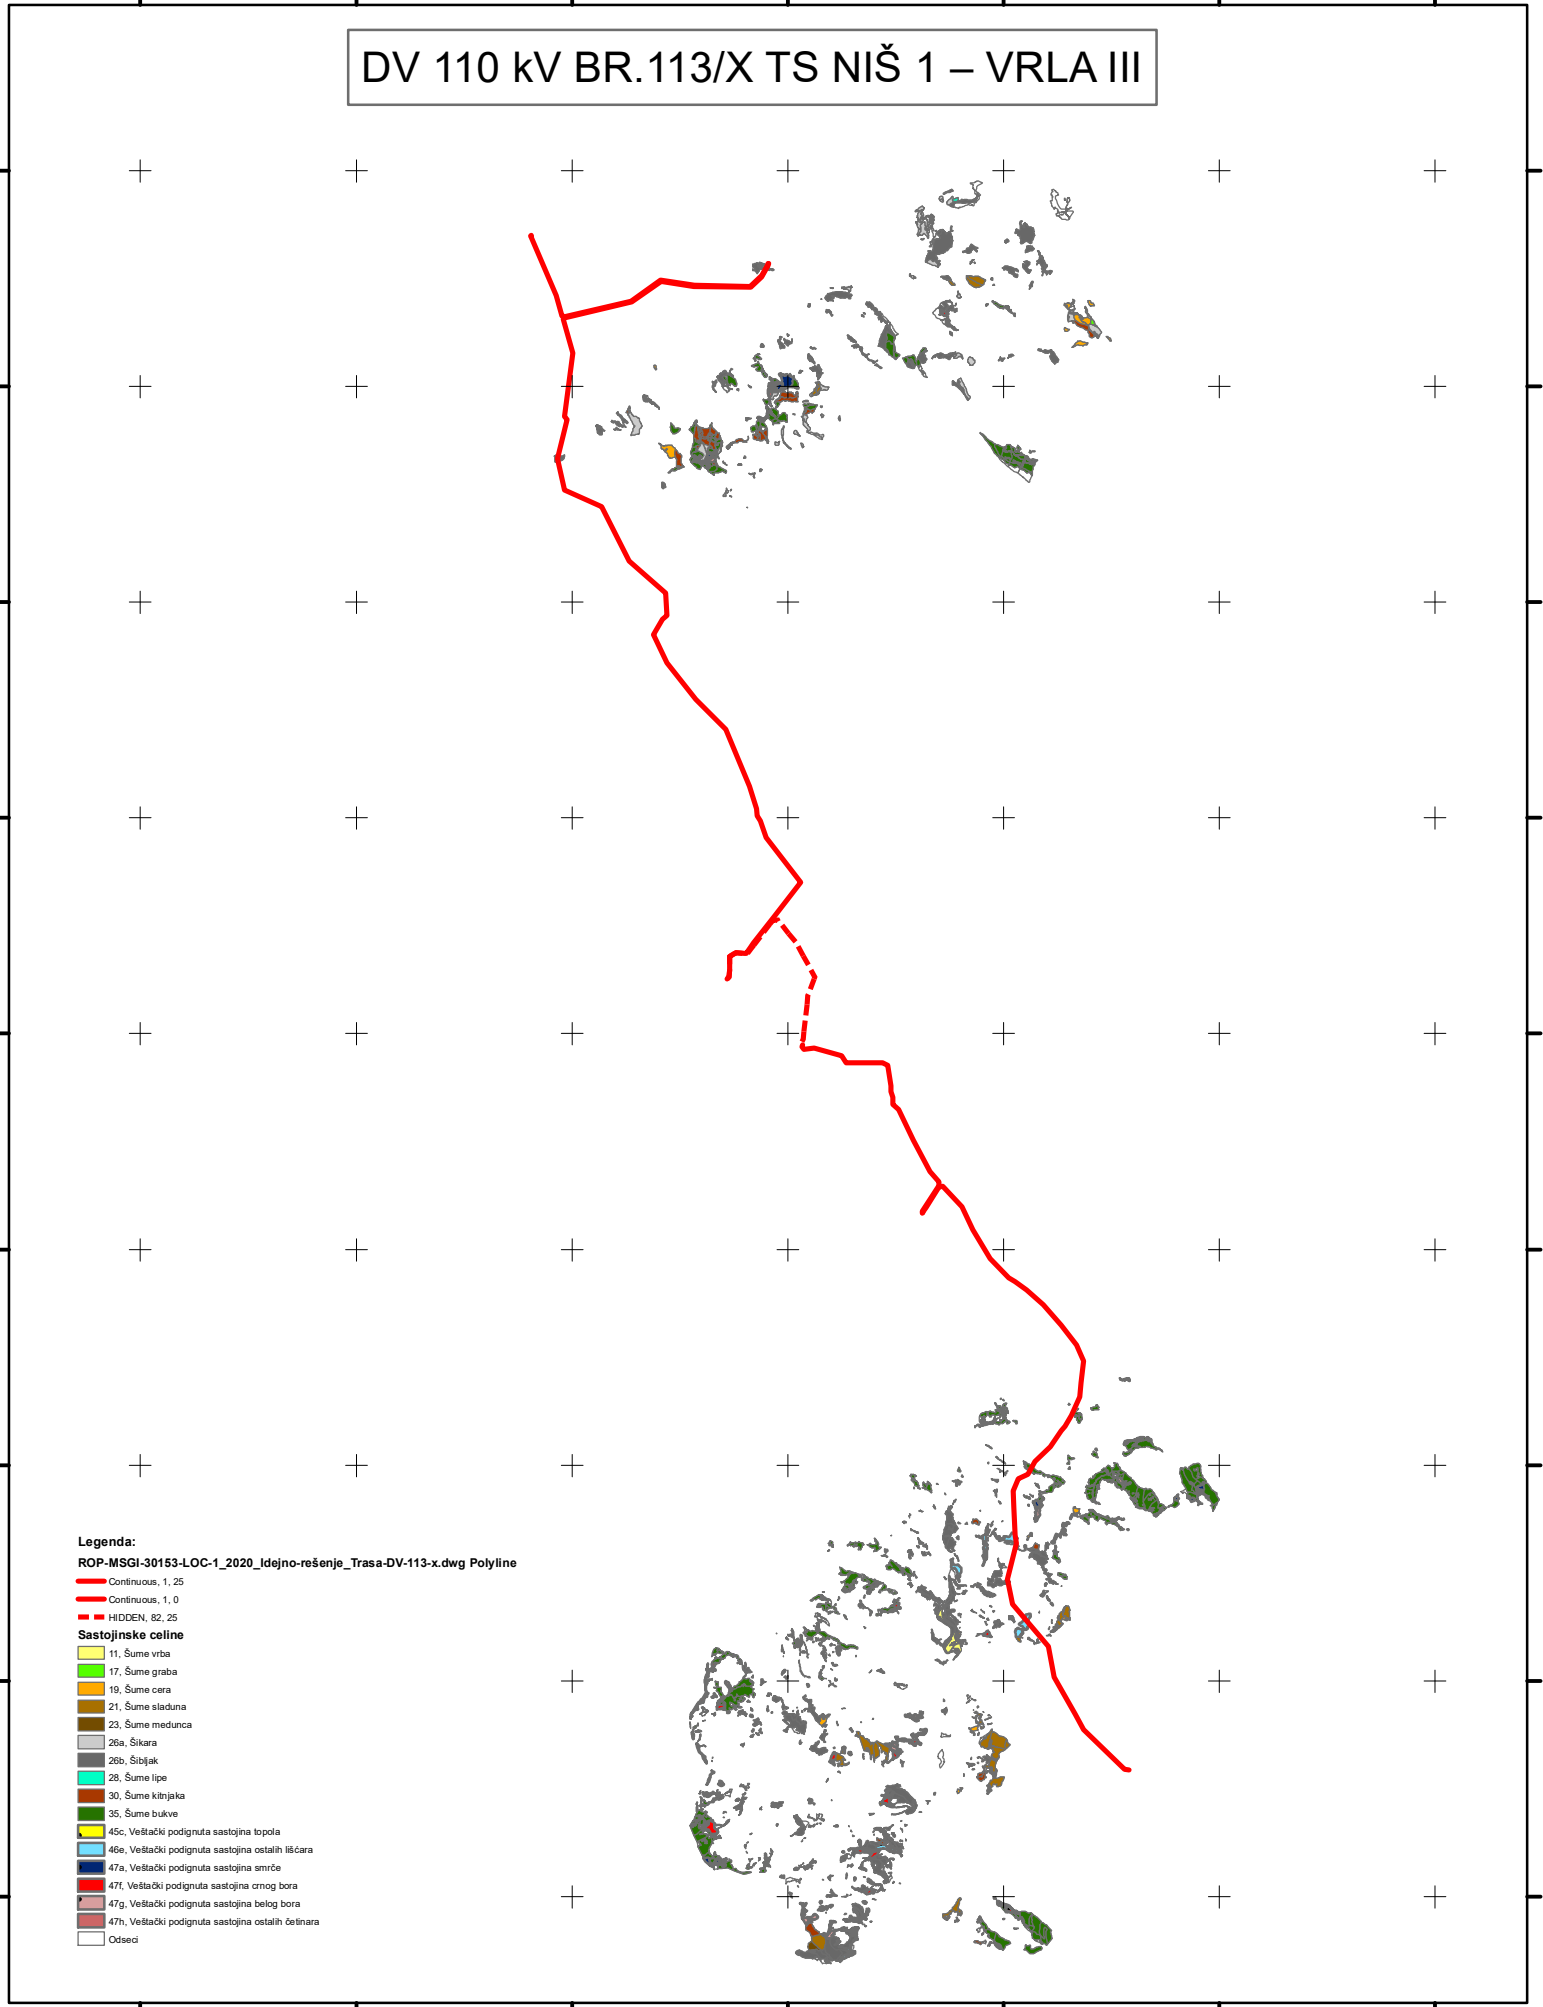 DV 110 kV BR.113/X TS NIŠ 1 – VRLA III
Legenda:
ROP-MSGI-30153-LOC-1_2020_Idejno-rešenje_Trasa-DV-113-x.dwg Polyline
Continuous, 1, 25
Continuous, 1, 0
HIDDEN, 82, 25
Sastojinske celine
11, Šume vrba
17, Šume graba
19, Šume cera
21, Šume sladuna
23, Šume medunca
26a, Šikara
26b, Šibljak
28, Šume lipe
30, Šume kitnjaka
35, Šume bukve
45c, Veštački podignuta sastojina topola
46e, Veštački podignuta sastojina ostalih lišćara
47a, Veštački podignuta sastojina smrče
47f, Veštački podignuta sastojina crnog bora
47g, Veštački podignuta sastojina belog bora
47h, Veštački podignuta sastojina ostalih četinara
Odseci